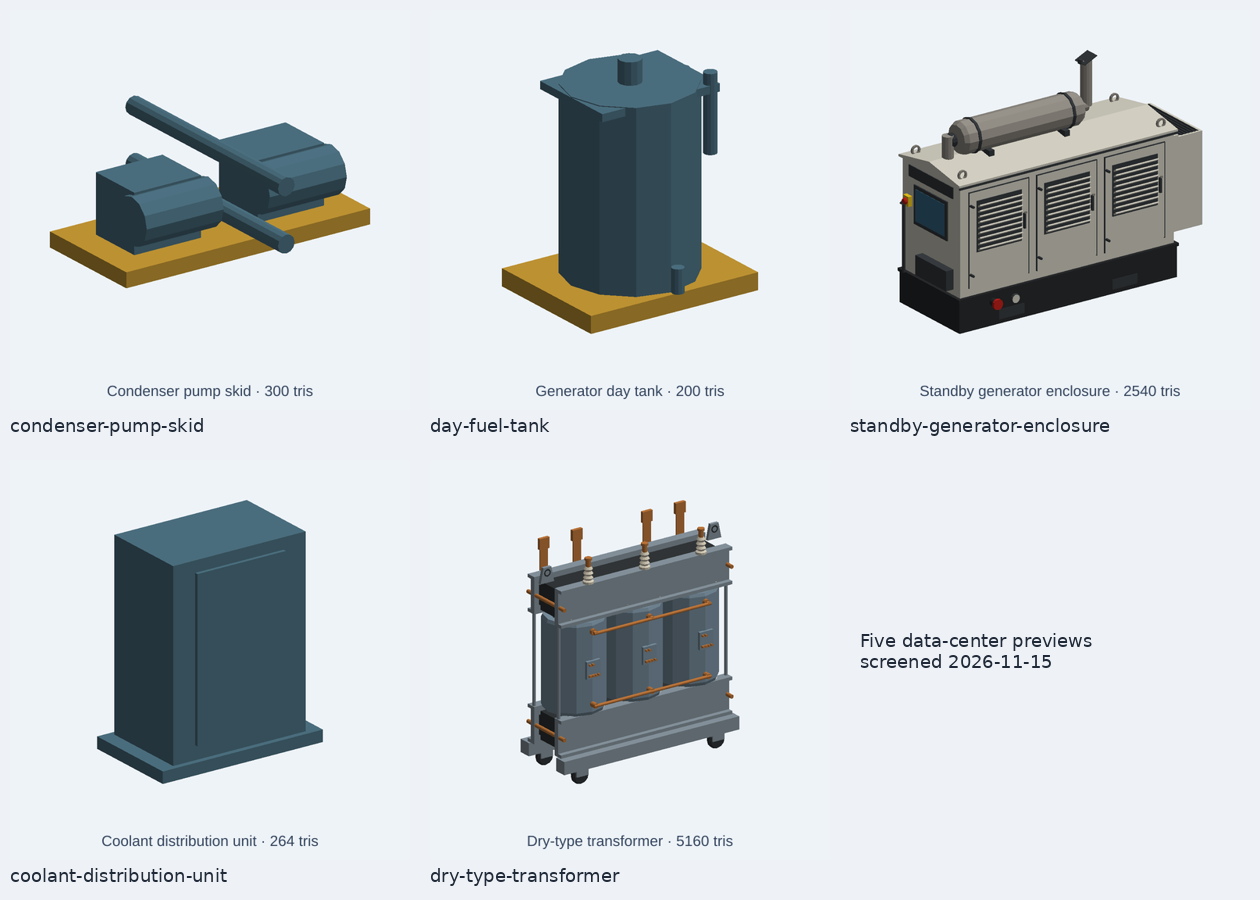 Condenser pump skid · 300 tris
condenser-pump-skid
Generator day tank · 200 tris
day-fuel-tank
Standby generator enclosure · 2540 tris
standby-generator-enclosure
Coolant distribution unit · 264 tris
coolant-distribution-unit
Dry-type transformer · 5160 tris
dry-type-transformer
Five data-center previews
screened 2026-11-15